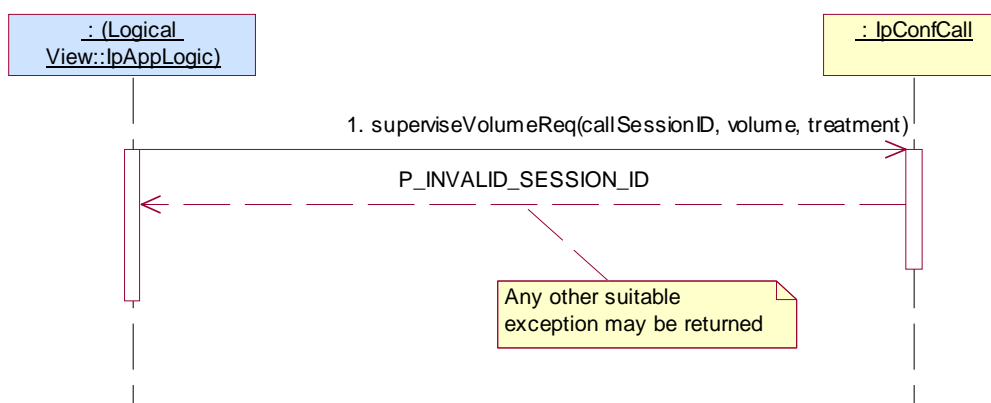 : (Logical
View::IpAppLogic)
: IpConfCall
1. superviseVolumeReq(callSessionID, volume, treatment)
P_INVALID_SESSION_ID
Any other suitable
exception may be returned